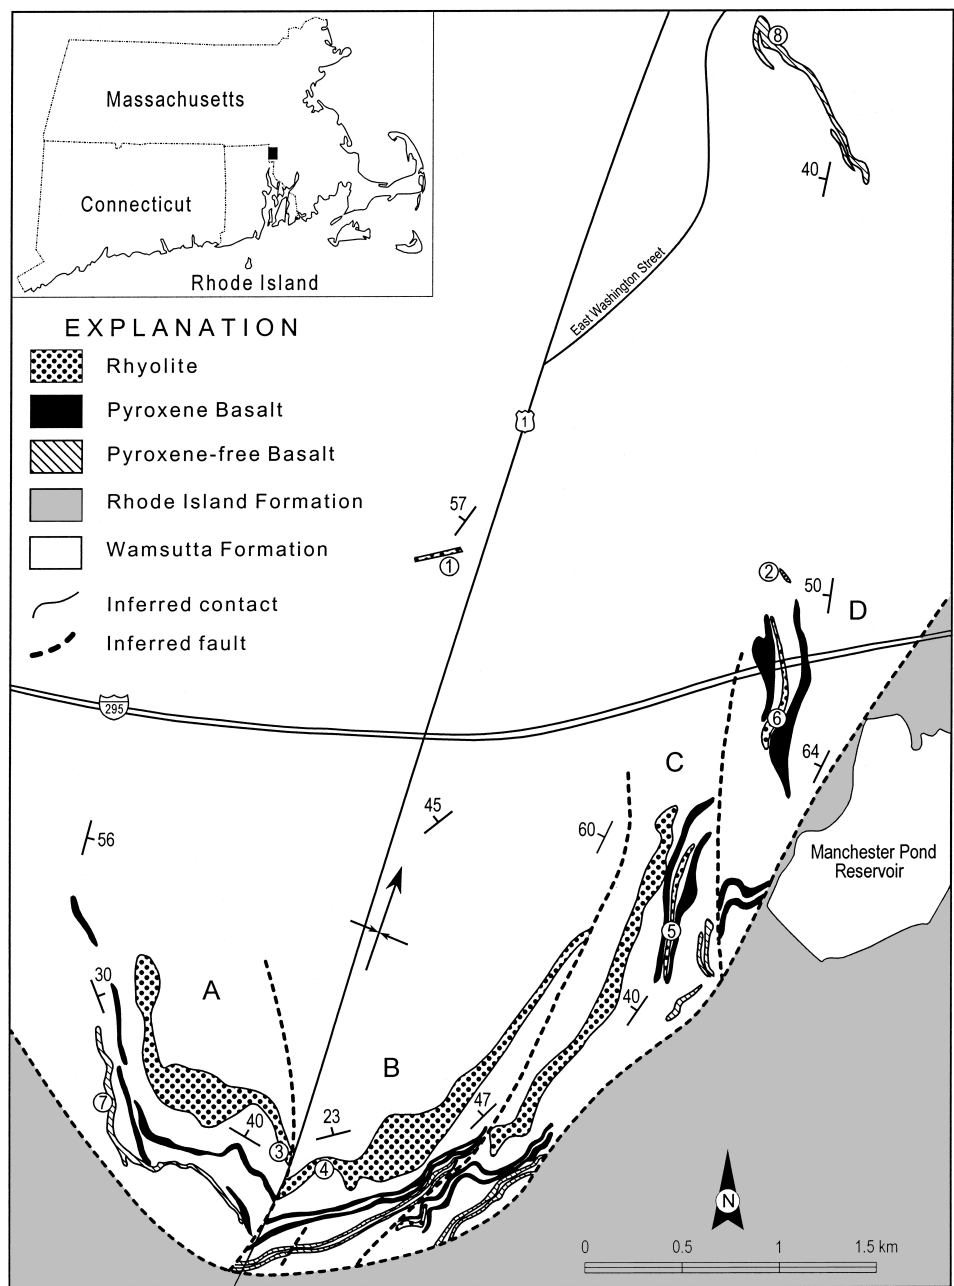 Massachusetts
Connecticut
Rhode Island
EXPLANATION
Rhyolite
Pyroxene Basalt
Pyroxene-free Basalt
Rhode Island Formation
Wamsutta Formation
Inferred contact
Inferred fault
8
40
East Washington Street
1
57
1
2
50
D
295
6
64
C
45
60
56
Manchester Pond
Reservoir
5
30
A
40
B
7
47
40
23
3
4
N
0 0.5 1 1.5 km